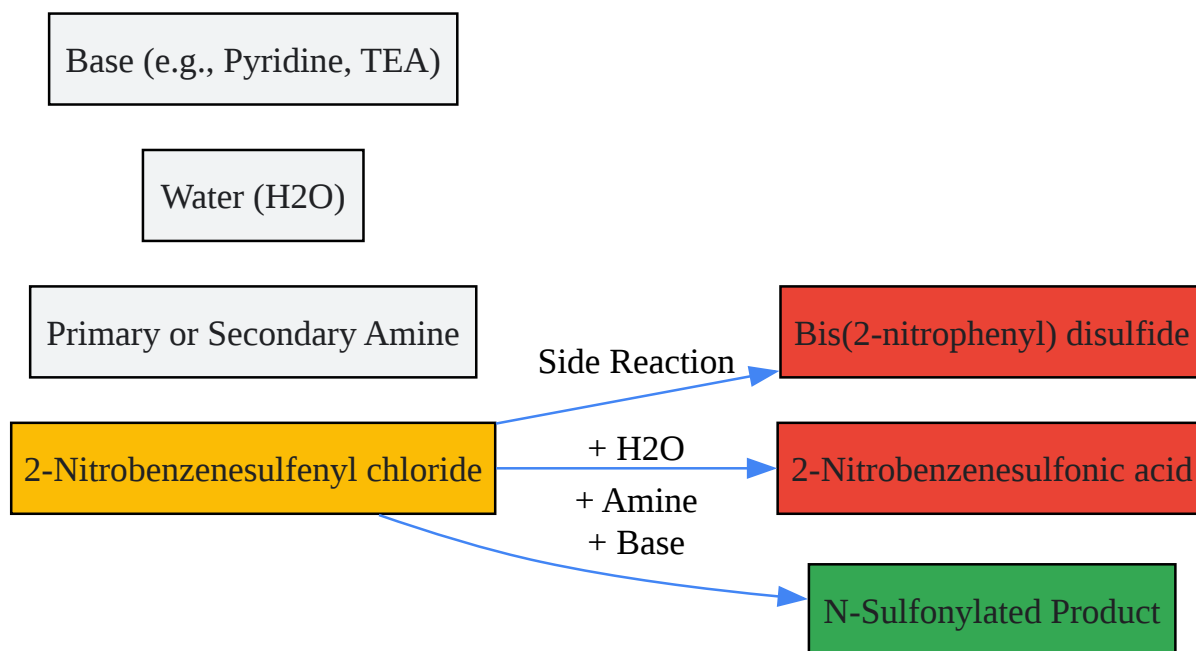 Base (e.g., Pyridine, TEA)
Water (H2O)
Primary or Secondary Amine
Bis(2-nitrophenyl) disulfide
Side Reaction
2-Nitrobenzenesulfenyl chloride
+ H2O
2-Nitrobenzenesulfonic acid
+ Amine
+ Base
N-Sulfonylated Product